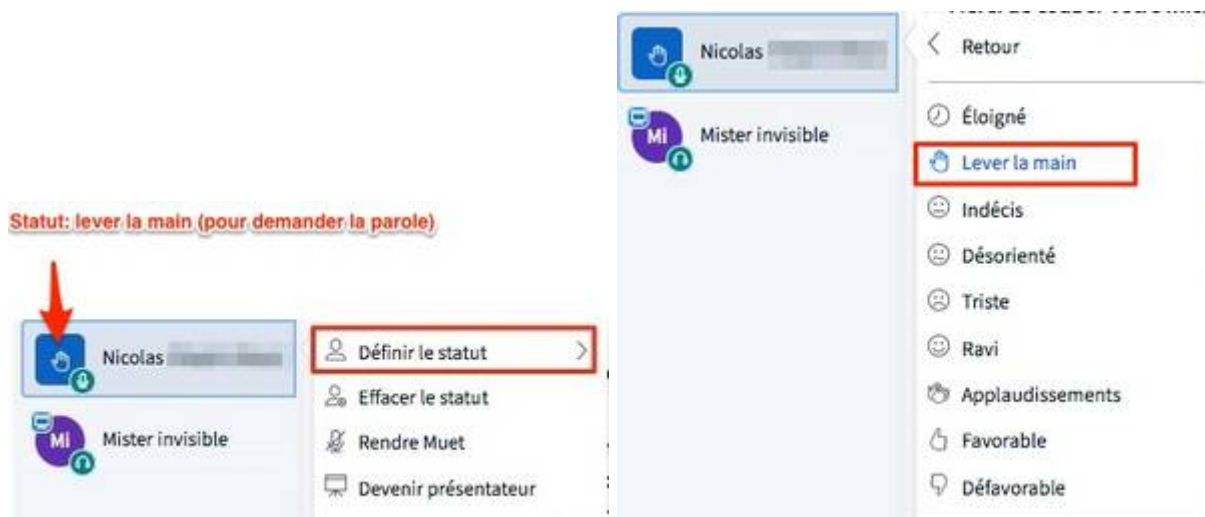 Statut: lever la main (pour demander la parole)
Nicolas
Définir le statut
Effacer le statut
Mi
Mister invisible
Rendre Muet
Devenir présentateur
Nicolas
Retour
Mi
Mister invisible
Éloigné
Lever la main
Indécis
Désorienté
Triste
Ravi
Applaudissements
Favorable
Défavorable